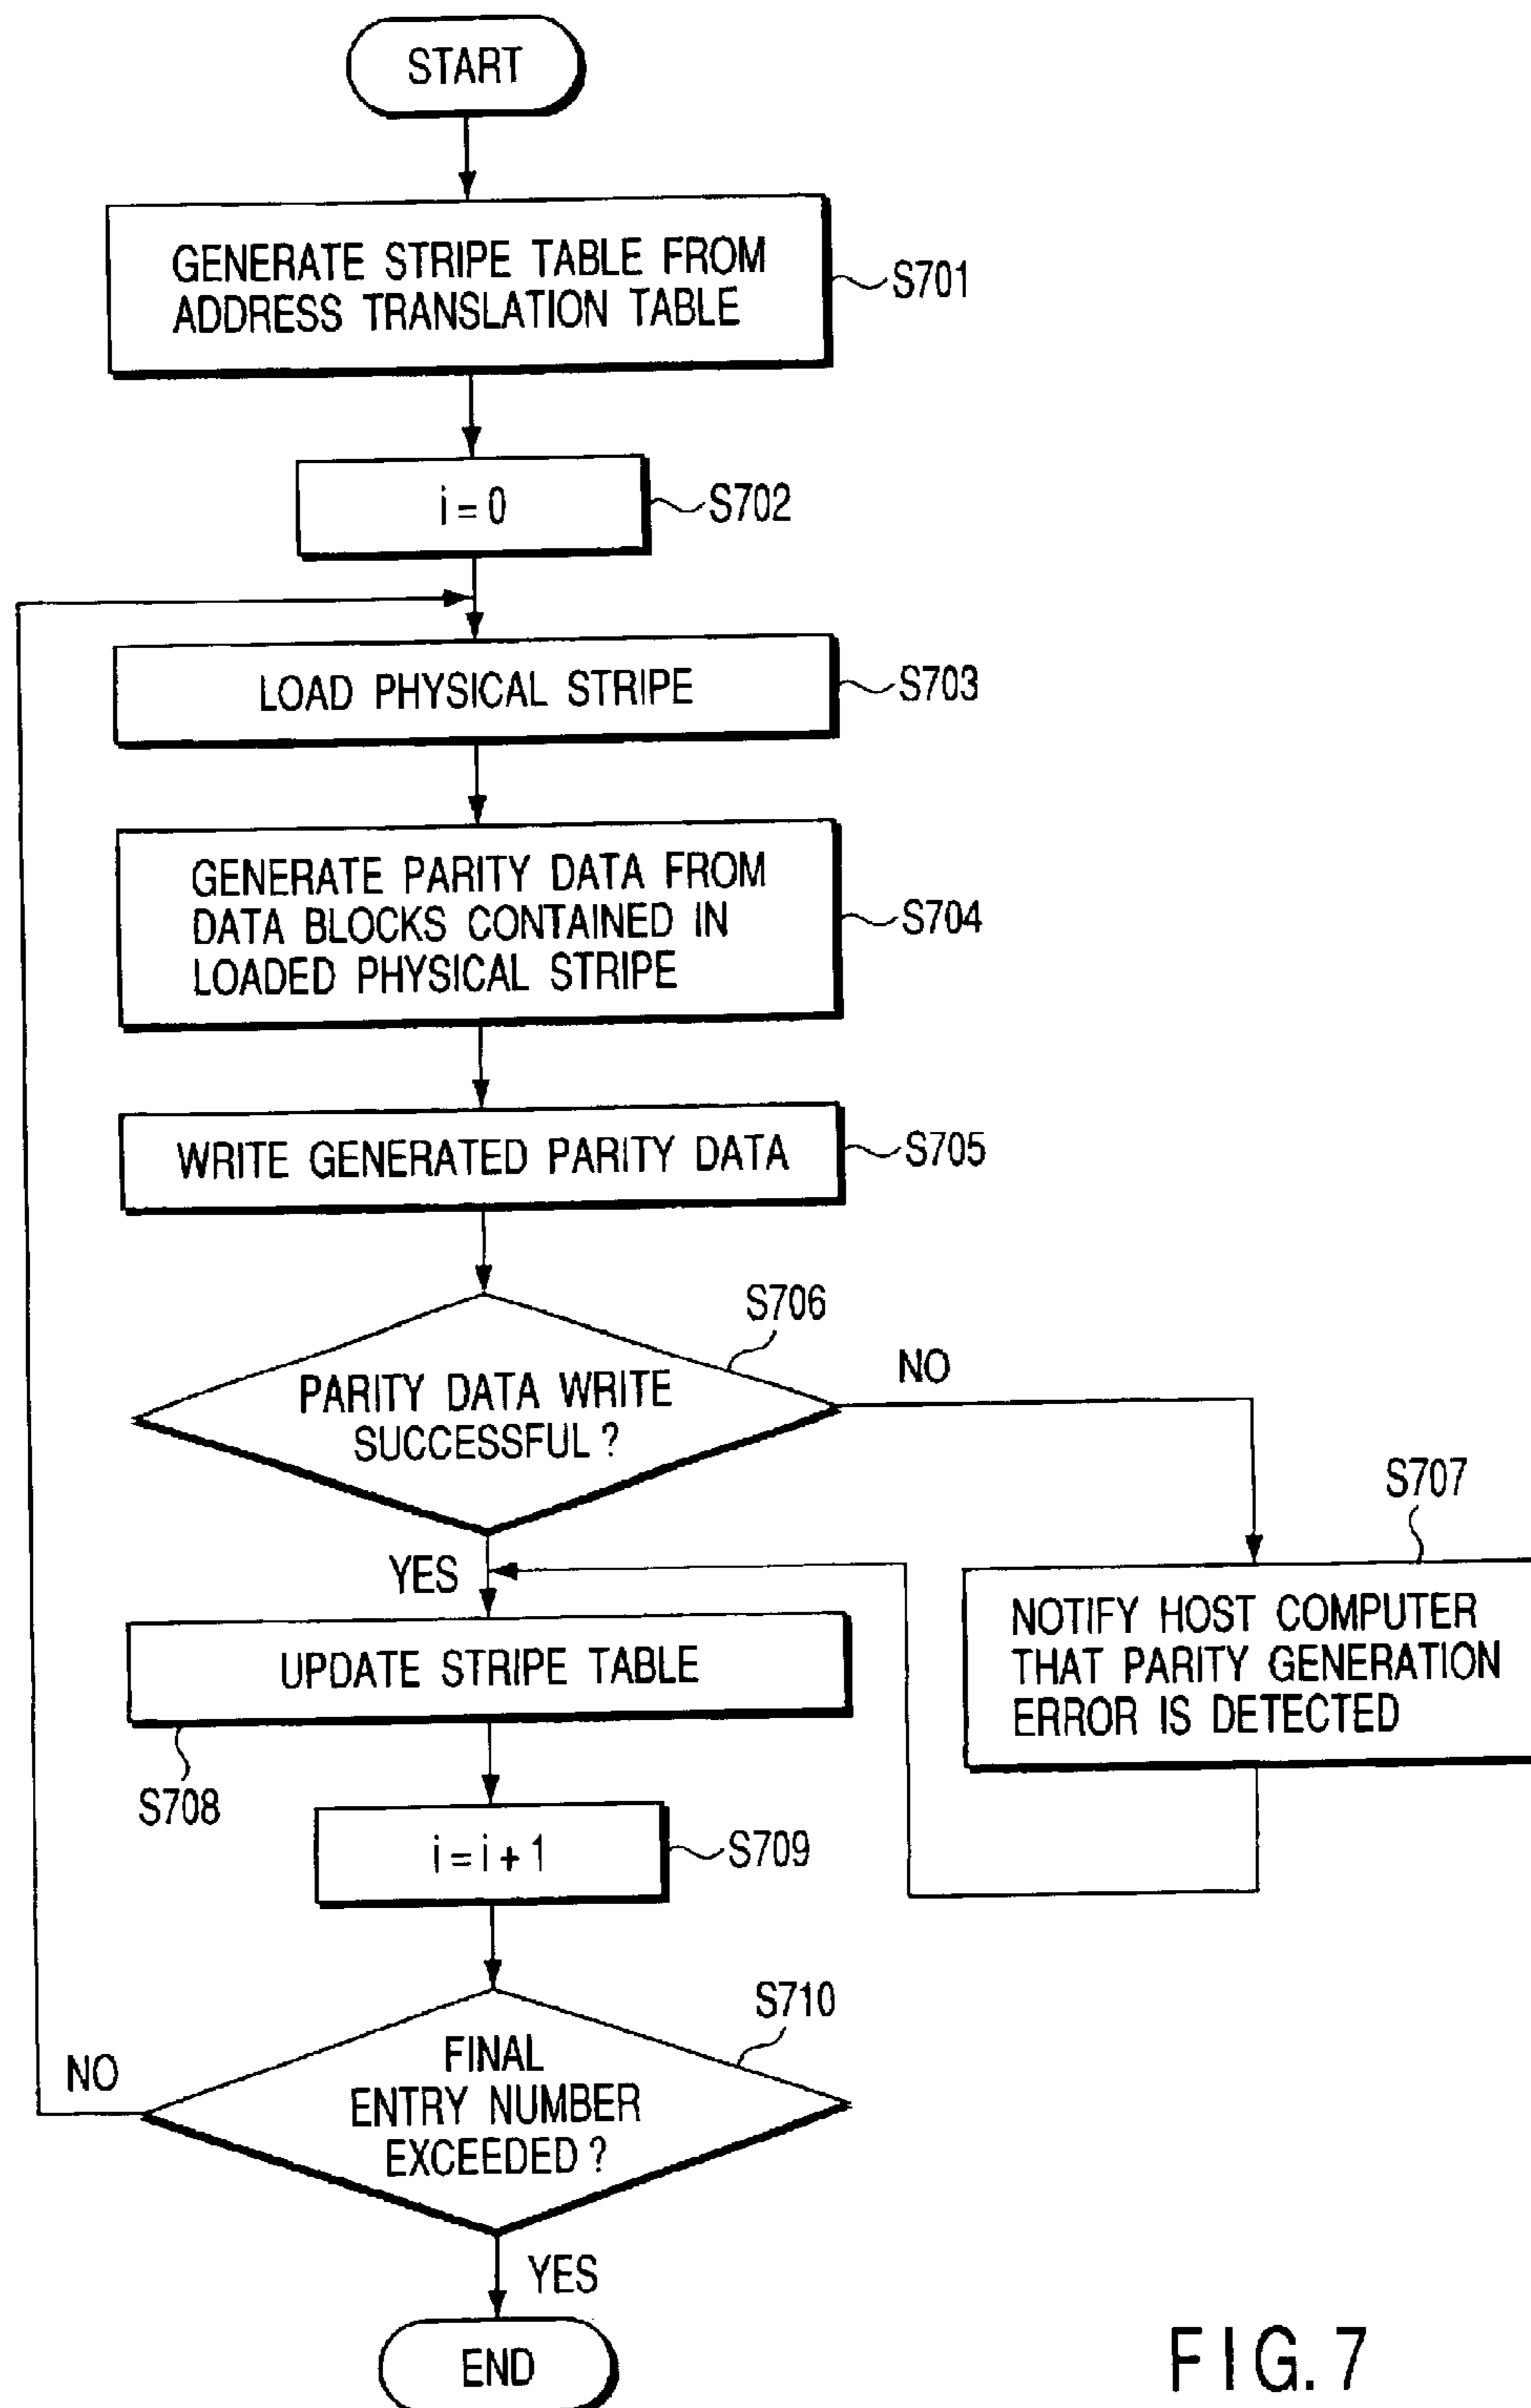 START
GENERATE STRIPE TABLE FROM
ADDRESS TRANSLATION TABLE
S701
i = 0
S702
LOAD PHYSICAL STRIPE
S703
GENERATE PARITY DATA FROM
DATA BLOCKS CONTAINED IN
LOADED PHYSICAL STRIPE
S704
WRITE GENERATED PARITY DATA
S705
S706
PARITY DATA WRITE
SUCCESSFUL ?
NO
S707
YES
NOTIFY HOST COMPUTER
THAT PARITY GENERATION
ERROR IS DETECTED
UPDATE STRIPE TABLE
S708
i = i + 1
S709
S710
FINAL
ENTRY NUMBER
EXCEEDED ?
NO
YES
END
FIG. 7